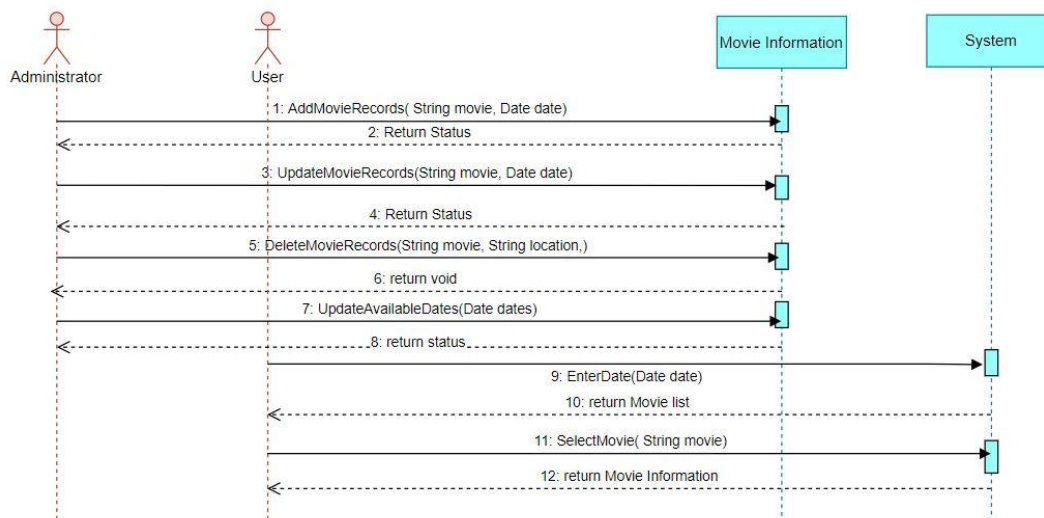 Administrator
User
Movie Information
System
1: AddMovieRecords( String movie, Date date)
2: Return Status
3: UpdateMovieRecords(String movie, Date date)
4: Return Status
5: DeleteMovieRecords(String movie, String location,)
6: return void
7: UpdateAvailableDates(Date dates)
8: return status
9: EnterDate(Date date)
10: return Movie list
11: SelectMovie( String movie)
12: return Movie Information